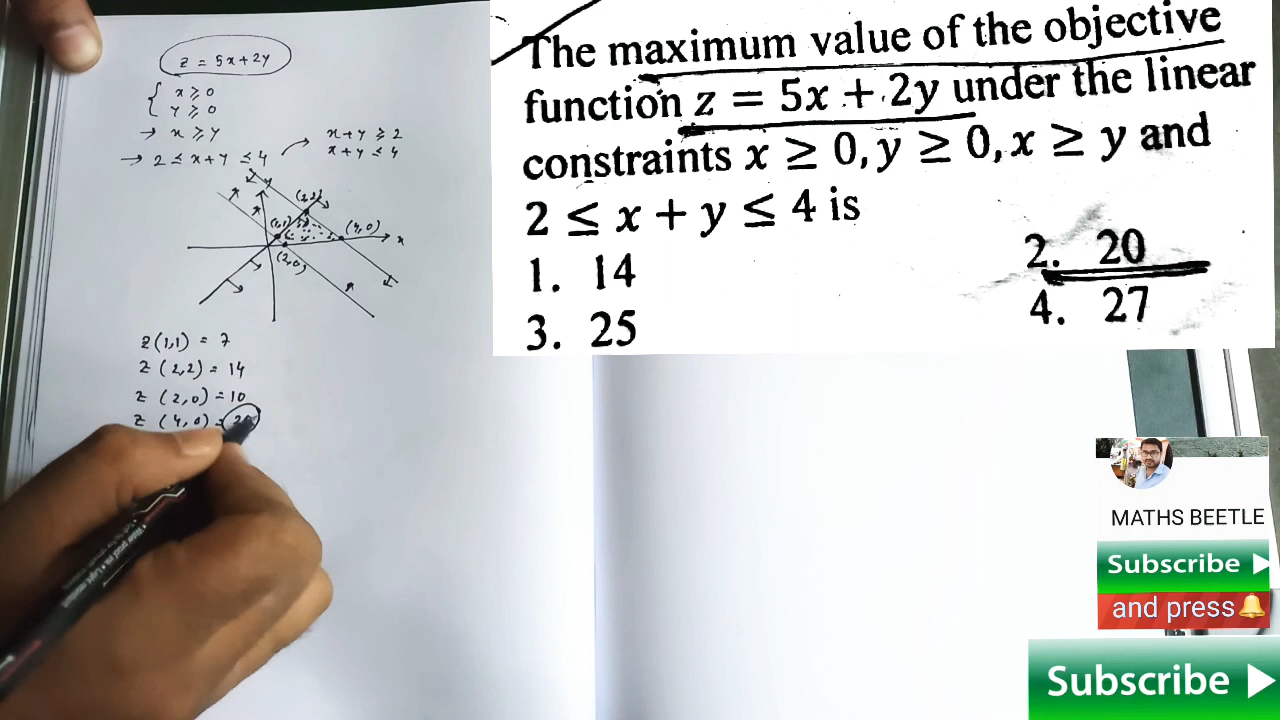 z = 5x+2y
x ≥ 0
y ≥ 0
→ x ≥ y
→ 2 ≤ x+y ≤ 4
x+y ≥ 2
x+y ≤ 4
y
(2,2)
(1,1)
(4,0)
x
(2,0)
z(1,1) = 7
z (2,2) = 14
z (2,0) = 10
z (4,0) =
The maximum value of the objective
function z = 5x + 2y under the linear
constraints x ≥ 0, y ≥ 0, x ≥ y and
2 ≤ x + y ≤ 4 is
1. 14
2. 20
3. 25
4. 27
MATHS BEETLE
Subscribe
and press
Subscribe